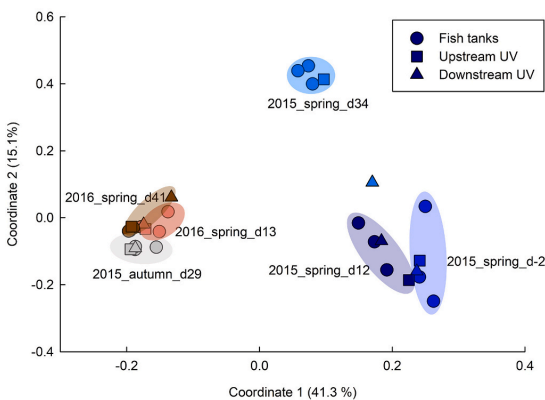 0.6
Fish tanks
Upstream UV
Downstream UV
0.4
2015_spring_d34
0.2
2016_spring_d41
0.0
2016_spring_d13
2015_autumn_d29
2015_spring_d12
2015_spring_d-2
-0.2
-0.4
-0.2
0.0
0.2
0.4
Coordinate 2 (15.1%)
Coordinate 1 (41.3 %)